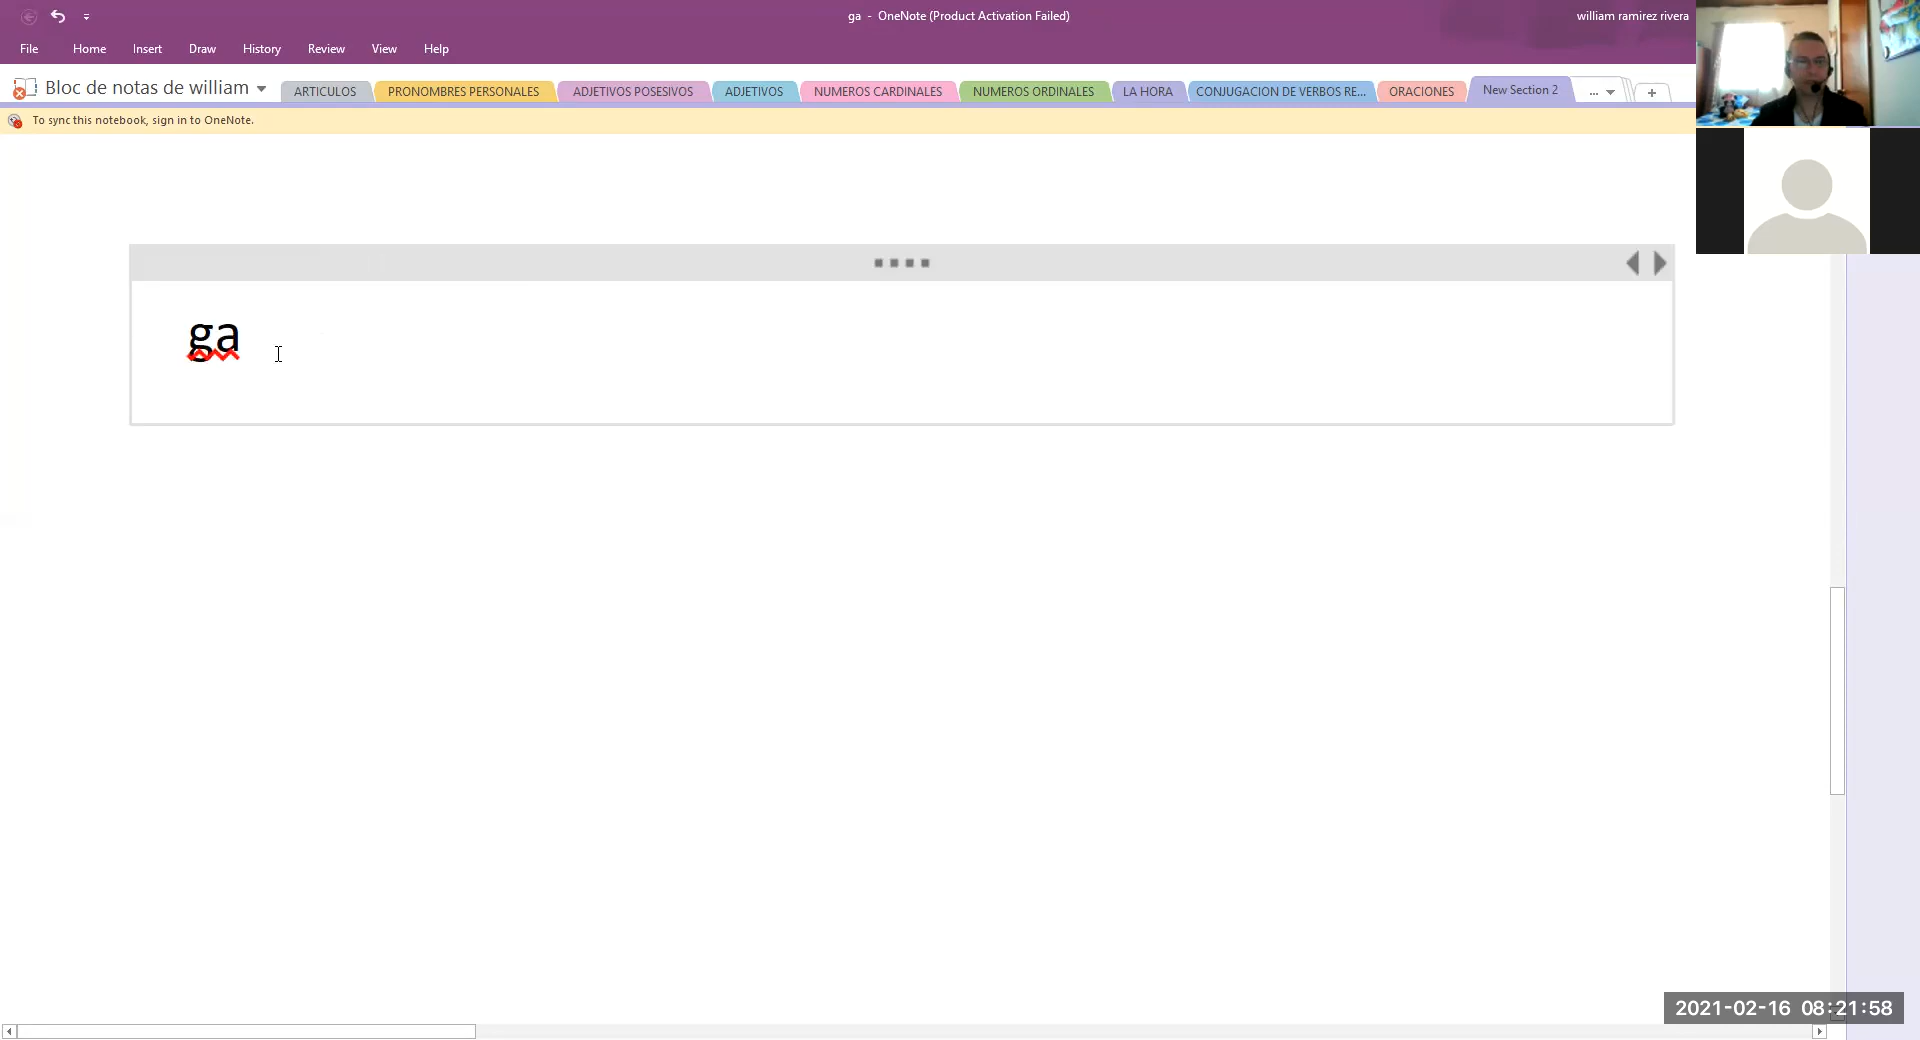 ga - OneNote (Product Activation Failed)
william ramirez rivera
File Home Insert Draw History Review View Help
Bloc de notas de william
ARTICULOS PRONOMBRES PERSONALES ADJETIVOS POSESIVOS ADJETIVOS NUMEROS CARDINALES NUMEROS ORDINALES LA HORA CONJUGACION DE VERBOS RE... ORACIONES New Section 2 ... +
To sync this notebook, sign in to OneNote.
ga
2021-02-16 08:21:58